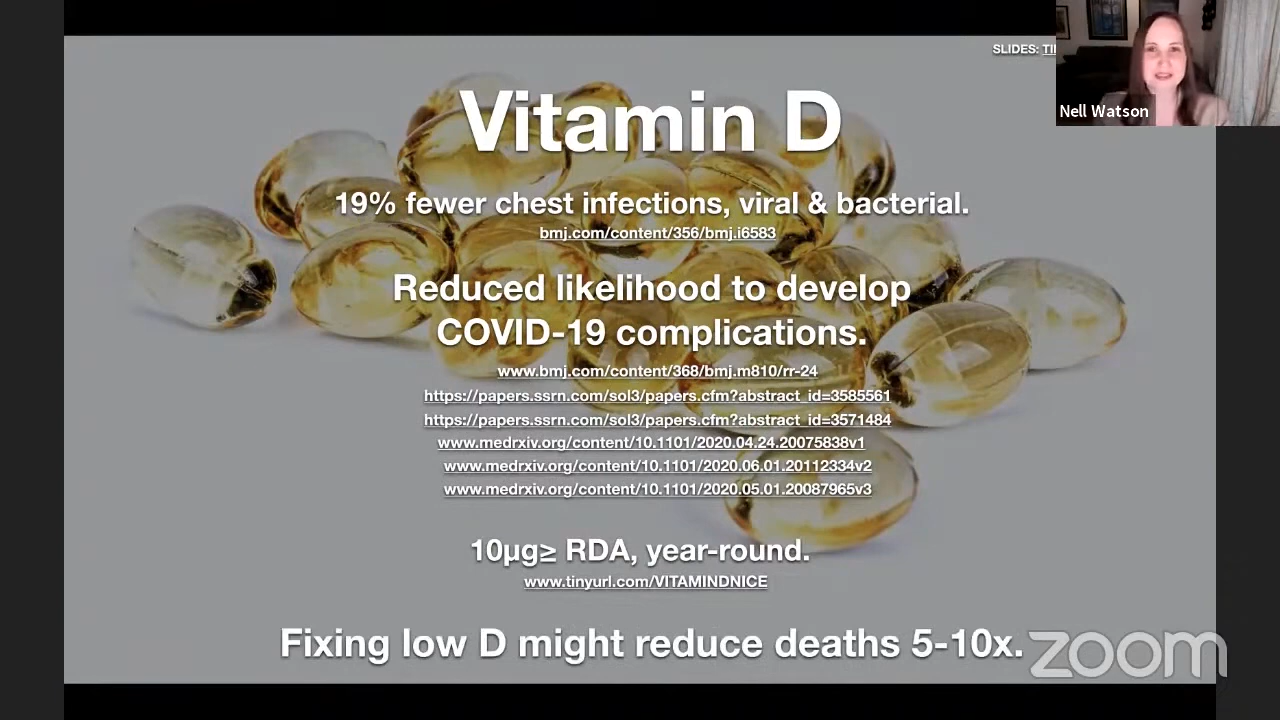 SLIDES:
Nell Watson
Vitamin D
19% fewer chest infections, viral & bacterial.
bmj.com/content/356/bmj.i6583
Reduced likelihood to develop
COVID-19 complications.
www.bmj.com/content/368/bmj.m810/rr-24
https://papers.ssrn.com/sol3/papers.cfm?abstract_id=3585561
https://papers.ssrn.com/sol3/papers.cfm?abstract_id=3571484
www.medrxiv.org/content/10.1101/2020.04.24.20075838v1
www.medrxiv.org/content/10.1101/2020.06.01.20112334v2
www.medrxiv.org/content/10.1101/2020.05.01.20087965v3
10µg≥ RDA, year-round.
www.tinyurl.com/VITAMINDNICE
Fixing low D might reduce deaths 5-10x.
zoom